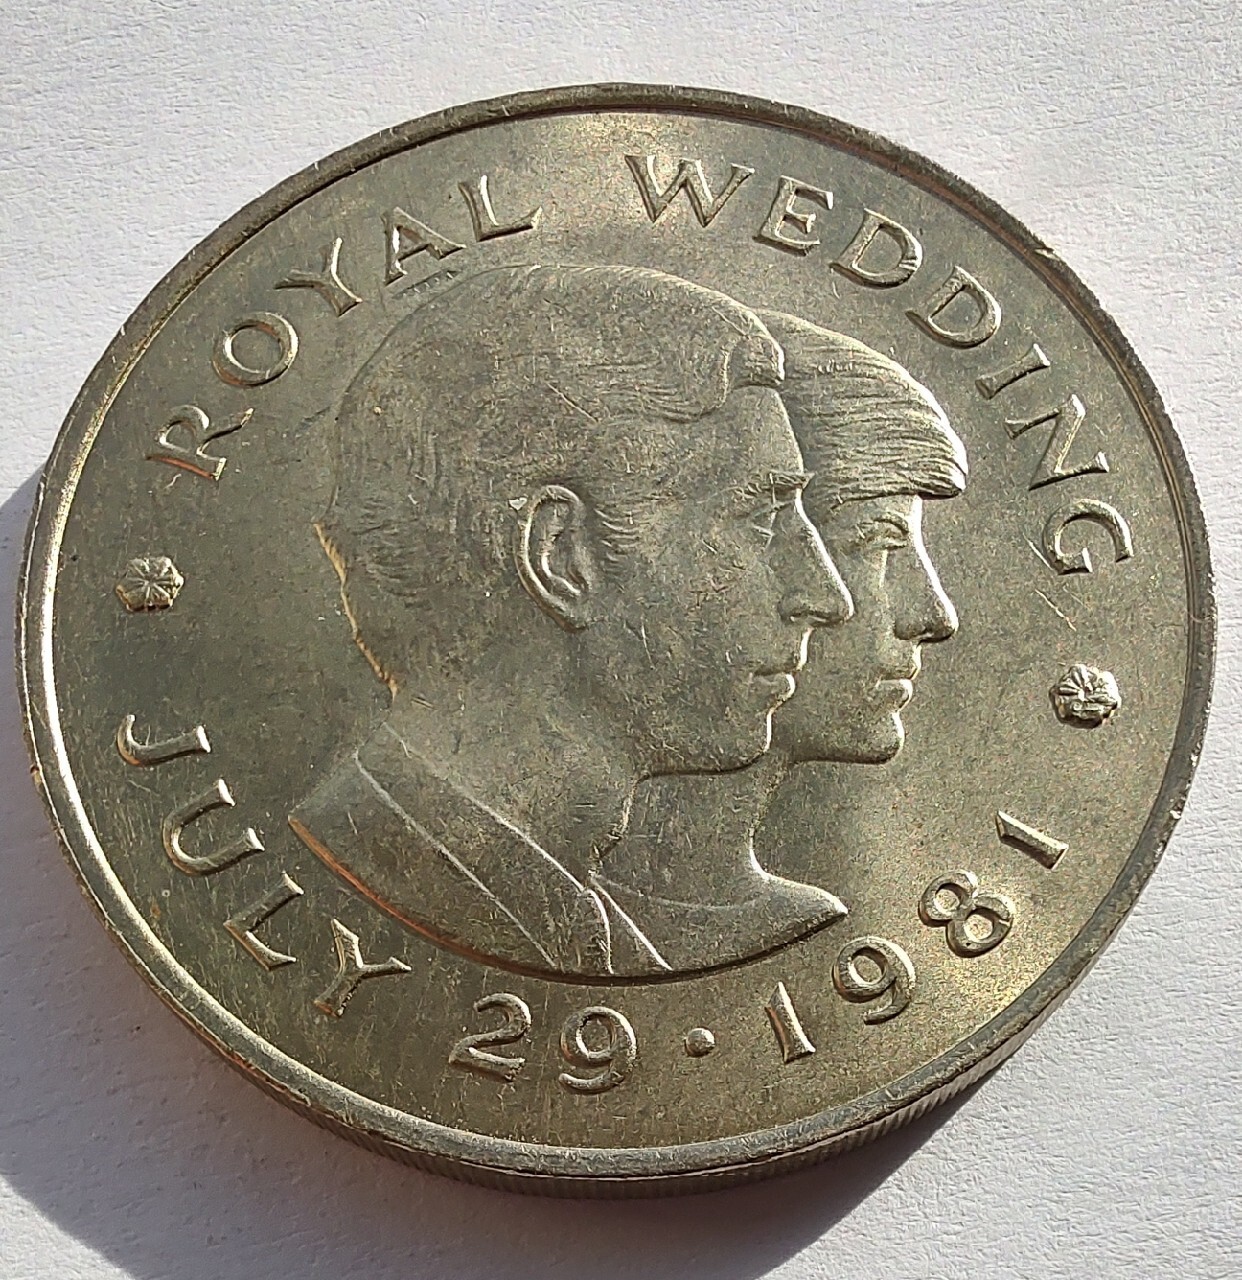 ROYAL WEDDING
JULY 29 · 1981